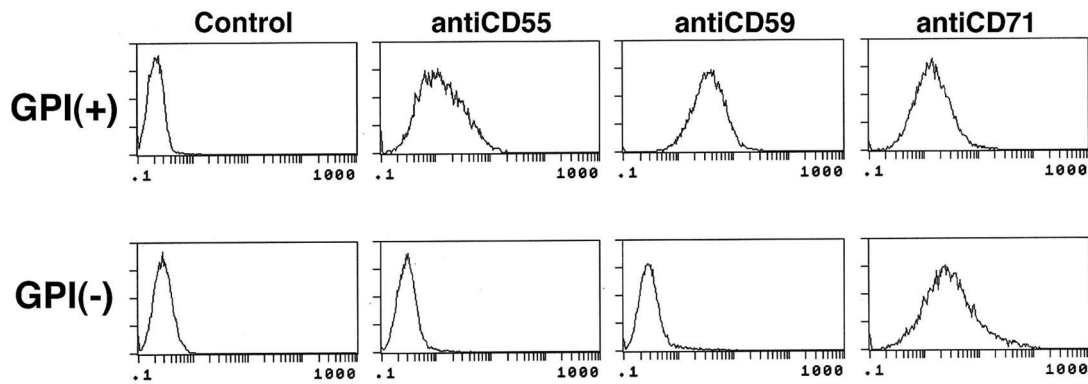 Control antiCD55 antiCD59 antiCD71
GPI(+)
.1 1000 .1 1000 .1 1000 .1 1000
GPI(-)
.1 1000 .1 1000 .1 1000 .1 1000